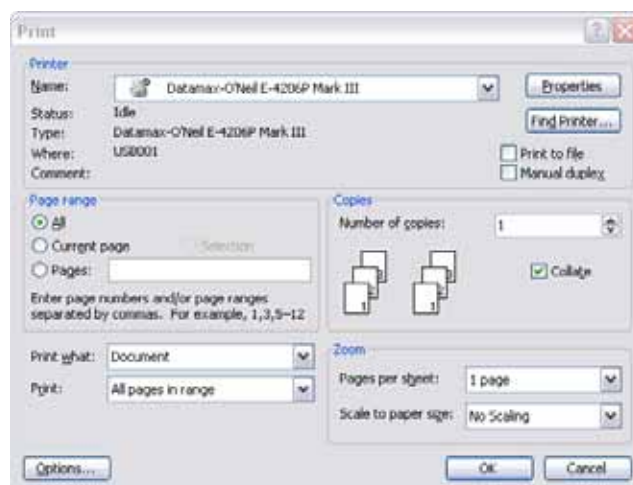 Print
Printer
Name: Datamax-O'Neil E-4206P Mark III
Properties
Status: Idle
Find Printer...
Type: Datamax-O'Neil E-4206P Mark III
Where: USB001
Print to file
Comment:
Manual duplex
Page range
All
Current page Selection
Pages:
Enter page numbers and/or page ranges
separated by commas. For example, 1,3,5–12
Copies
Number of copies: 1
Collate
Print what: Document
Print: All pages in range
Zoom
Pages per sheet: 1 page
Scale to paper size: No Scaling
Options...
OK
Cancel